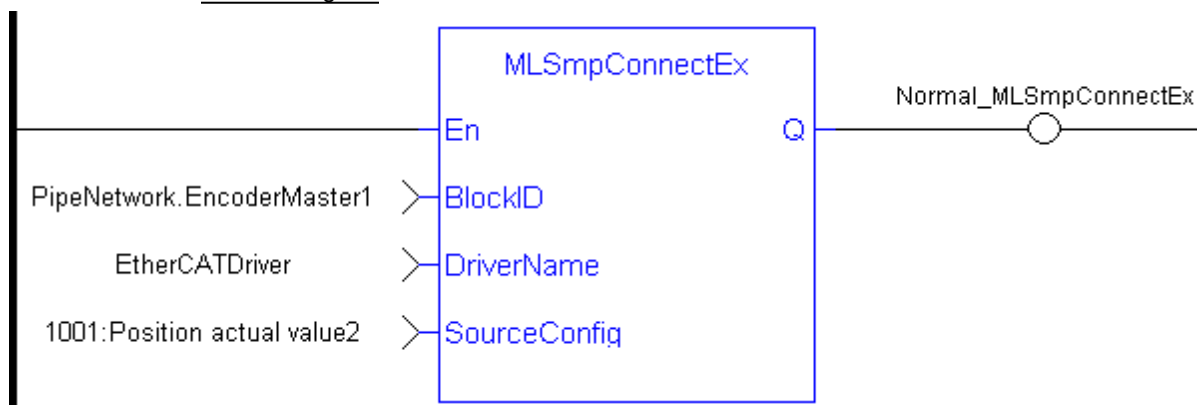 MLSmpConnectEx
Normal_MLSmpConnectEx
En
Q
PipeNetwork.EncoderMaster1
BlockID
EtherCATDriver
DriverName
1001:Position actual value2
SourceConfig